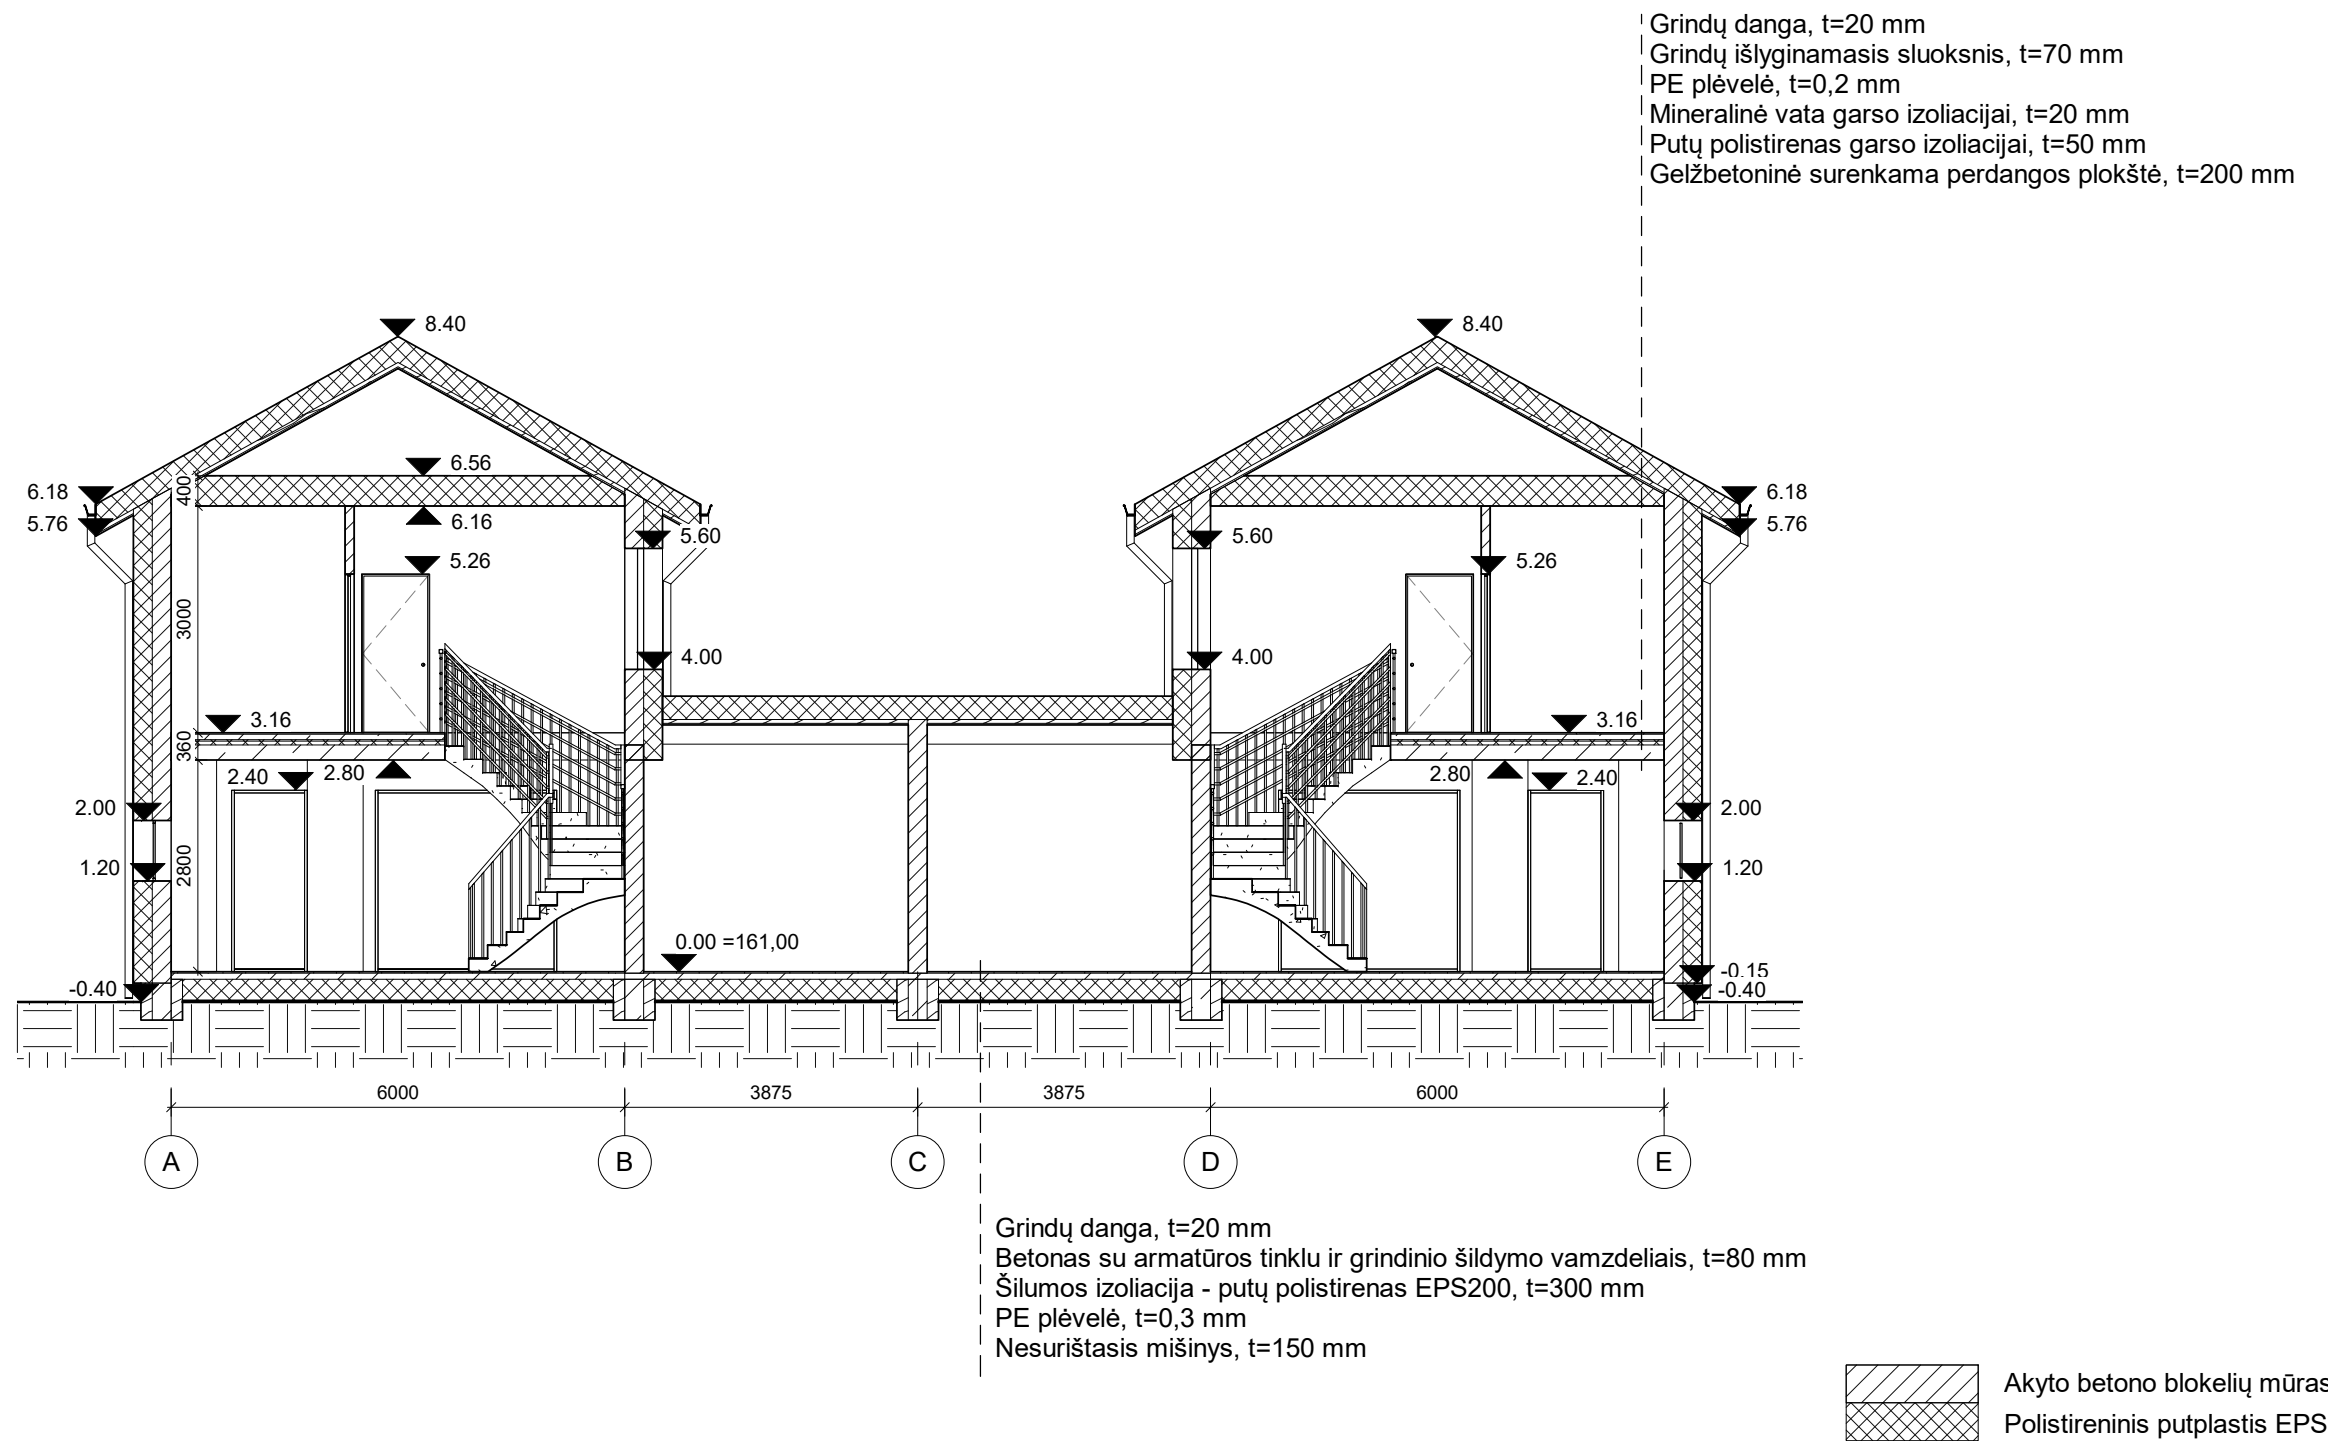 Grindų danga, t=20 mm
Grindų išlyginamasis sluoksnis, t=70 mm
PE plėvelė, t=0,2 mm
Mineralinė vata garso izoliacijai, t=20 mm
Putų polistirenas garso izoliacijai, t=50 mm
Gelžbetoninė surenkama perdangos plokštė, t=200 mm
8.40
8.40
6.56
400
6.18
6.18
6.16
5.76
5.76
5.60
5.60
5.26
5.26
3000
4.00
4.00
3.16
3.16
360
2.40
2.80
2.80
2.40
2.00
2.00
2800
1.20
1.20
0.00 =161,00
-0.15
-0.40
-0.40
6000
3875
3875
6000
A
B
C
D
E
Grindų danga, t=20 mm
Betonas su armatūros tinklu ir grindinio šildymo vamzdeliais, t=80 mm
Šilumos izoliacija - putų polistirenas EPS200, t=300 mm
PE plėvelė, t=0,3 mm
Nesurištasis mišinys, t=150 mm
Akyto betono blokelių mūras
Polistireninis putplastis EPS